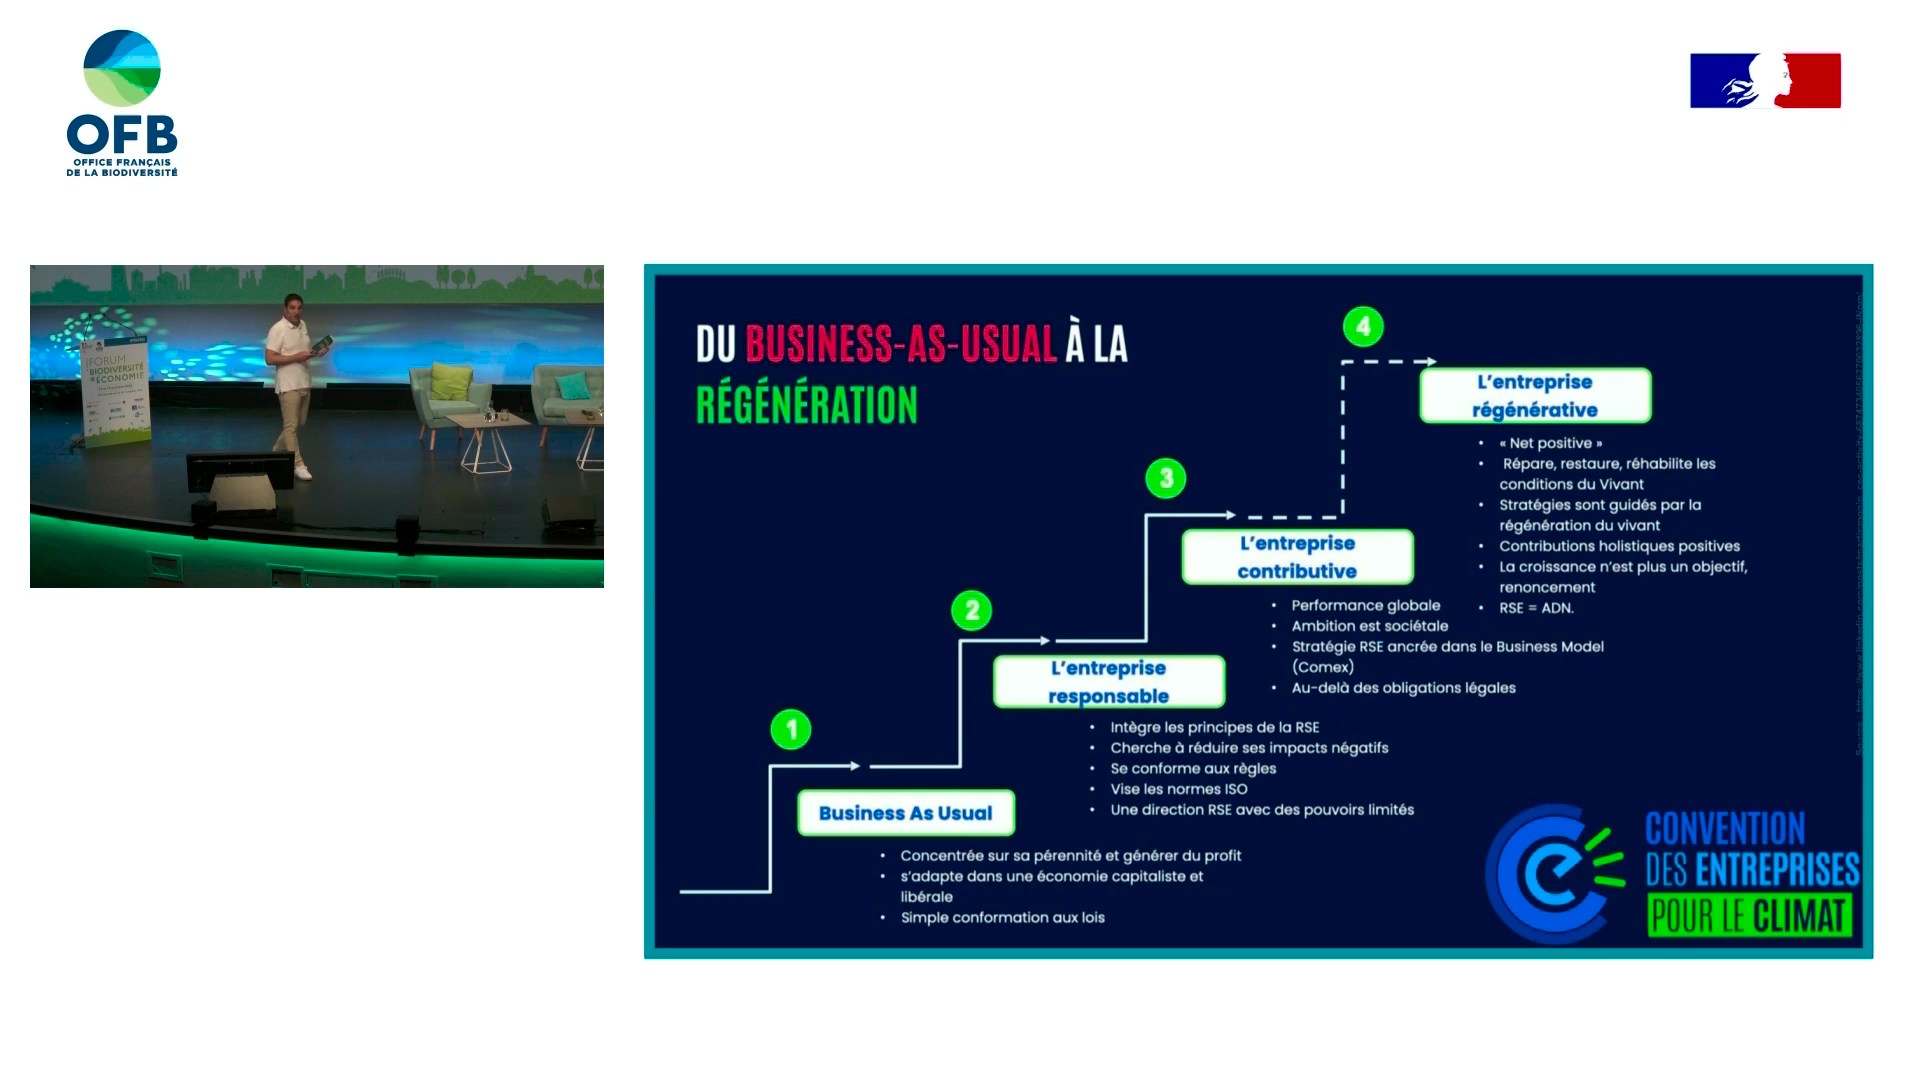 OFB
OFFICE FRANÇAIS
DE LA BIODIVERSITÉ
FORUM
BIODIVERSITÉ
ÉCONOMIE
DU BUSINESS-AS-USUAL À LA
RÉGÉNÉRATION
4
L'entreprise
régénérative
• « Net positive »
• Répare, restaure, réhabilite les
conditions du Vivant
• Stratégies sont guidés par la
régénération du vivant
• Contributions holistiques positives
• La croissance n'est plus un objectif,
renoncement
• RSE = ADN.
3
L'entreprise
contributive
• Performance globale
• Ambition est sociétale
• Stratégie RSE ancrée dans le Business Model
(Comex)
• Au-delà des obligations légales
2
L'entreprise
responsable
• Intègre les principes de la RSE
• Cherche à réduire ses impacts négatifs
• Se conforme aux règles
• Vise les normes ISO
• Une direction RSE avec des pouvoirs limités
1
Business As Usual
• Concentrée sur sa pérennité et générer du profit
• s'adapte dans une économie capitaliste et
libérale
• Simple conformation aux lois
CONVENTION
DES ENTREPRISES
POUR LE CLIMAT